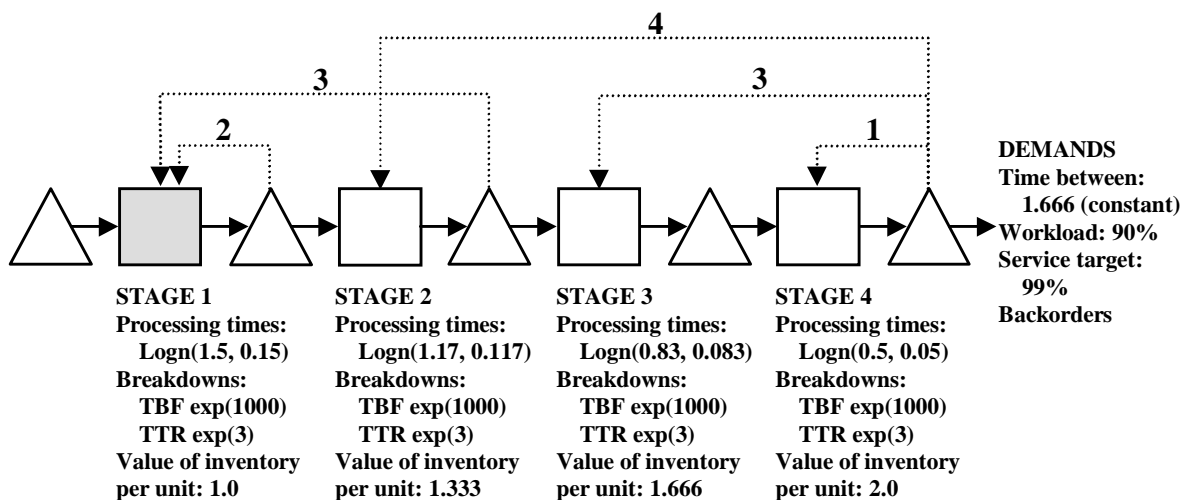 4
3
3
2
1
DEMANDS
Time between:
1.666 (constant)
Workload: 90%
Service target:
99%
Backorders
STAGE 1
Processing times:
Logn(1.5, 0.15)
Breakdowns:
TBF exp(1000)
TTR exp(3)
Value of inventory
per unit: 1.0
STAGE 2
Processing times:
Logn(1.17, 0.117)
Breakdowns:
TBF exp(1000)
TTR exp(3)
Value of inventory
per unit: 1.333
STAGE 3
Processing times:
Logn(0.83, 0.083)
Breakdowns:
TBF exp(1000)
TTR exp(3)
Value of inventory
per unit: 1.666
STAGE 4
Processing times:
Logn(0.5, 0.05)
Breakdowns:
TBF exp(1000)
TTR exp(3)
Value of inventory
per unit: 2.0